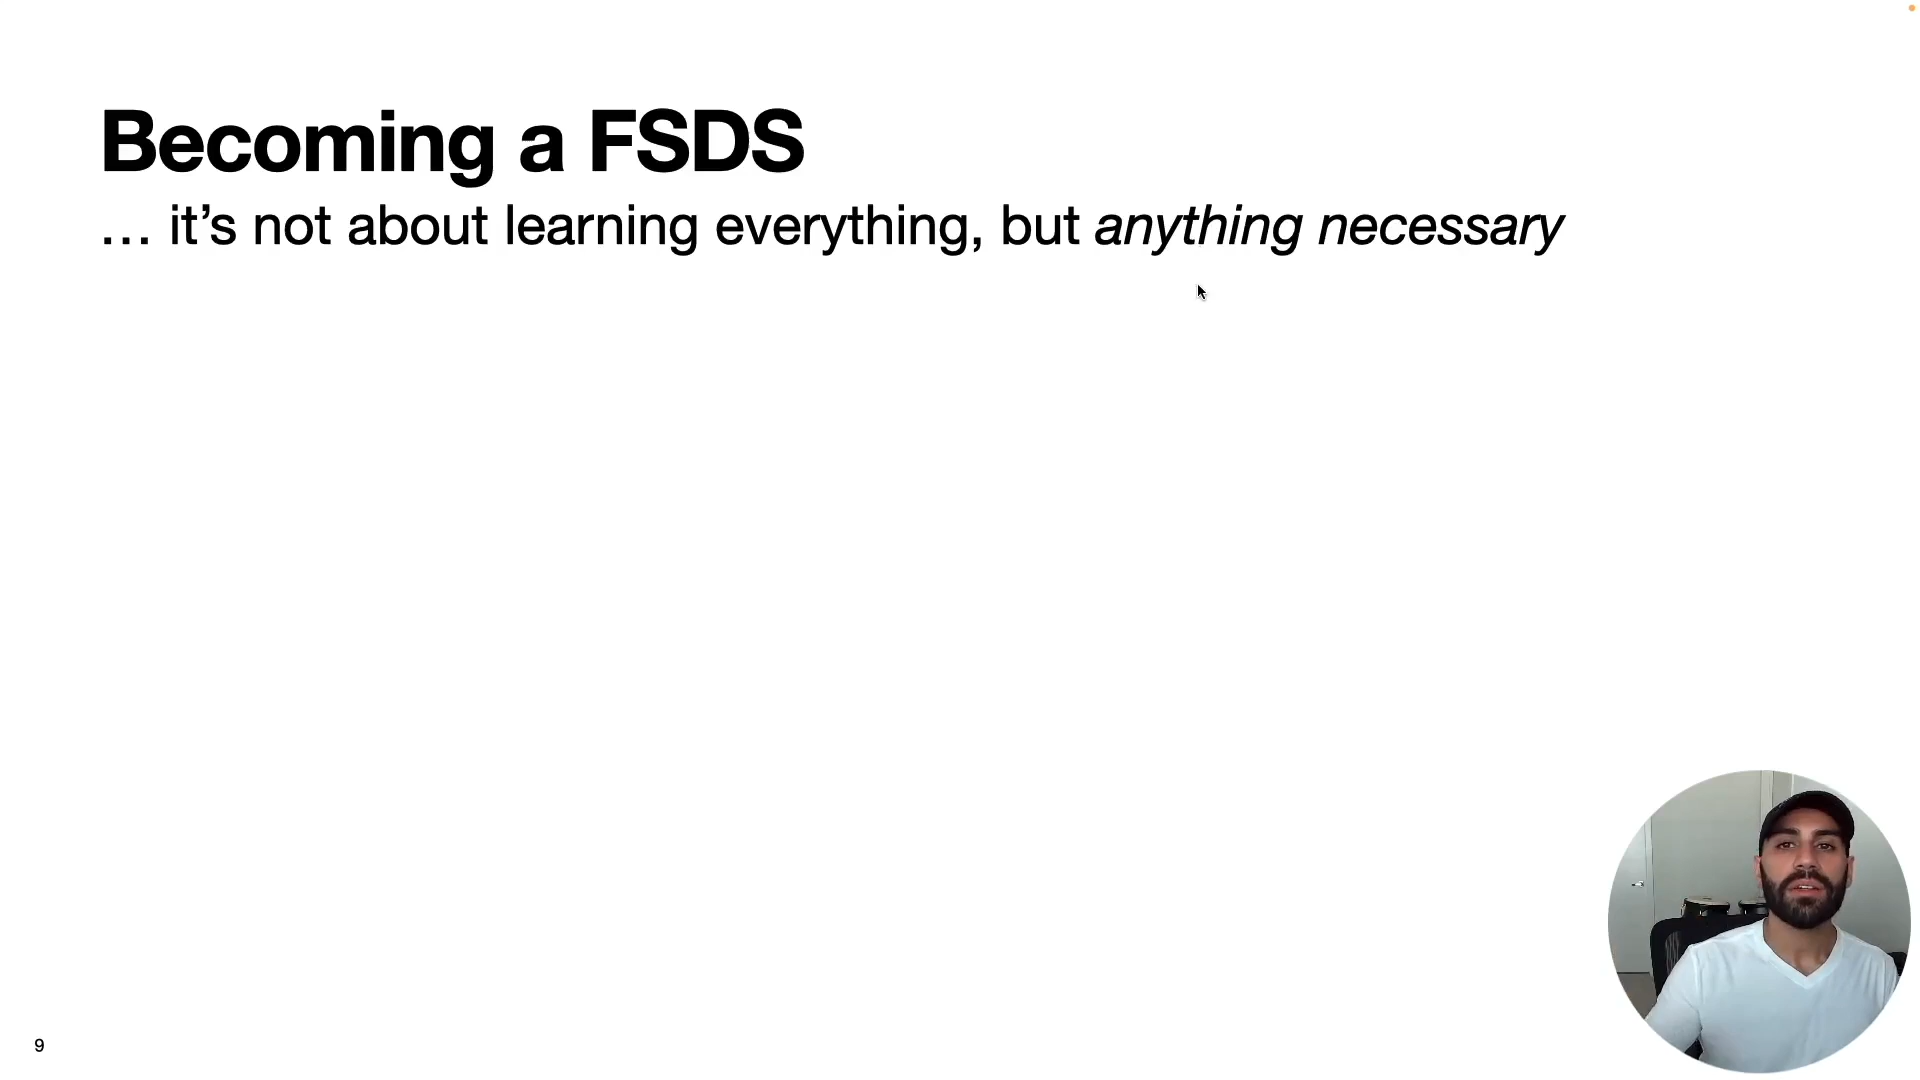 Becoming a FSDS
… it’s not about learning everything, but anything necessary
9